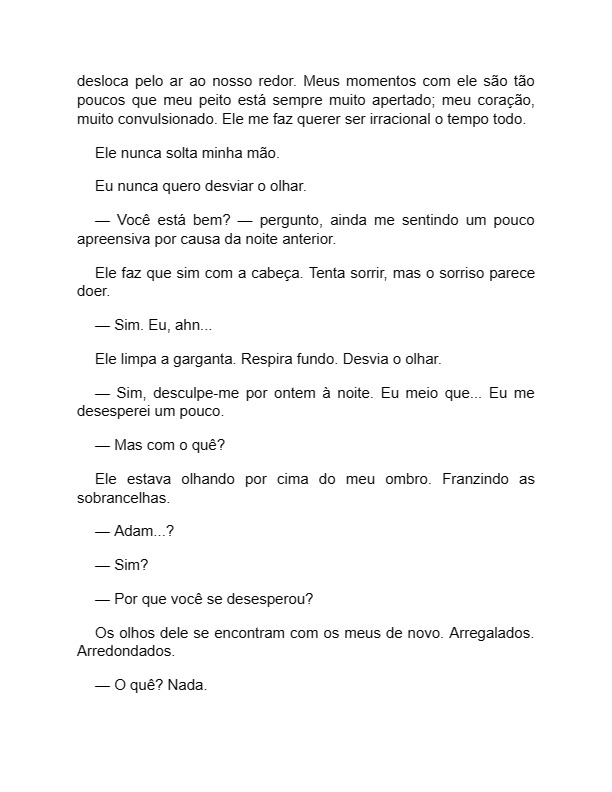 desloca pelo ar ao nosso redor. Meus momentos com ele são tão
poucos que meu peito está sempre muito apertado; meu coração,
muito convulsionado. Ele me faz querer ser irracional o tempo todo.
Ele nunca solta minha mão.
Eu nunca quero desviar o olhar.
— Você está bem? — pergunto, ainda me sentindo um pouco
apreensiva por causa da noite anterior.
Ele faz que sim com a cabeça. Tenta sorrir, mas o sorriso parece
doer.
— Sim. Eu, ahn...
Ele limpa a garganta. Respira fundo. Desvia o olhar.
— Sim, desculpe-me por ontem à noite. Eu meio que... Eu me
desesperei um pouco.
— Mas com o quê?
Ele estava olhando por cima do meu ombro. Franzindo as
sobrancelhas.
— Adam...?
— Sim?
— Por que você se desesperou?
Os olhos dele se encontram com os meus de novo. Arregalados.
Arredondados.
— O quê? Nada.